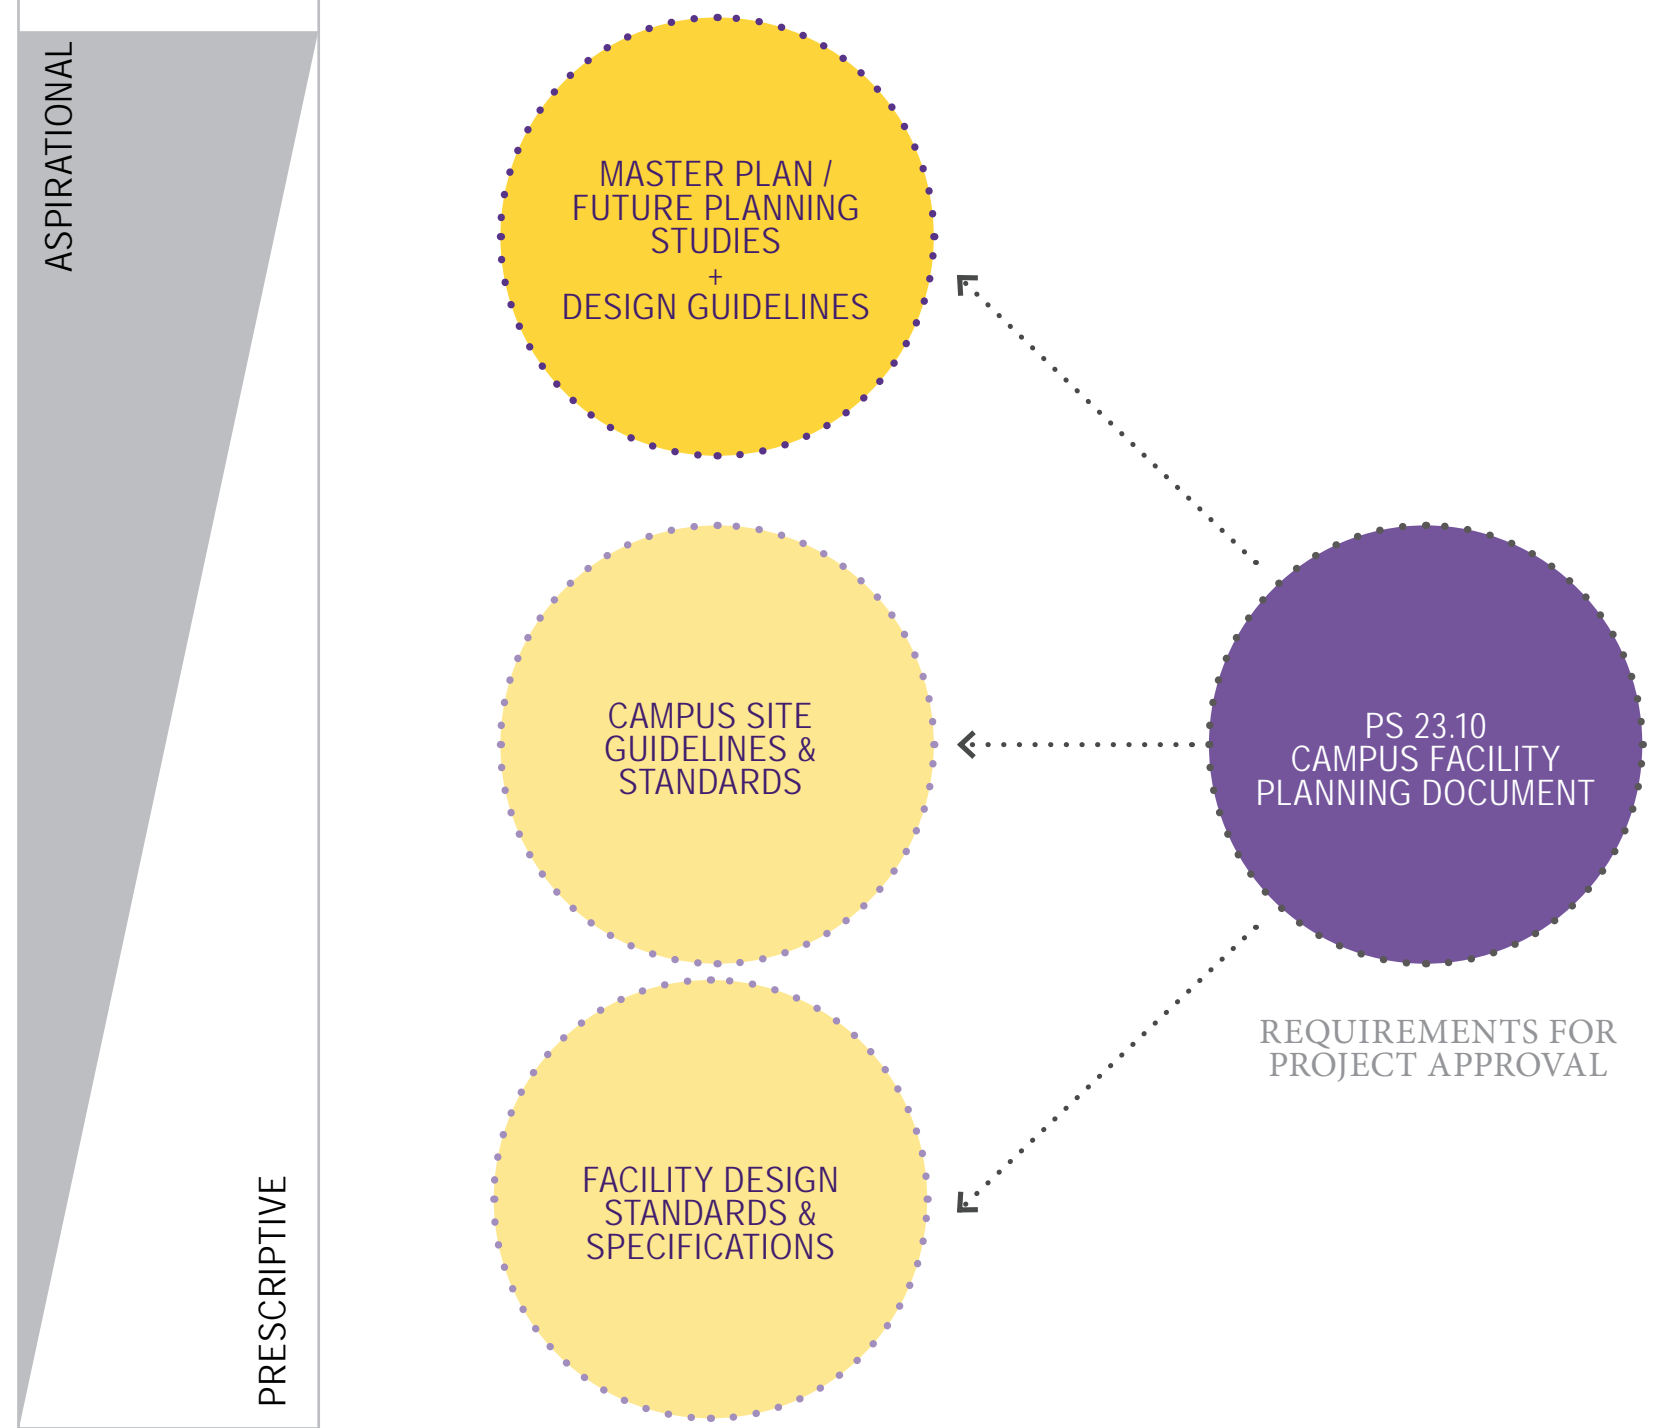 ASPIRATIONAL
MASTER PLAN /
FUTURE PLANNING
STUDIES
+
DESIGN GUIDELINES
CAMPUS SITE
GUIDELINES &
STANDARDS
PS 23.10
CAMPUS FACILITY
PLANNING DOCUMENT
REQUIREMENTS FOR
PROJECT APPROVAL
FACILITY DESIGN
STANDARDS &
SPECIFICATIONS
PRESCRIPTIVE